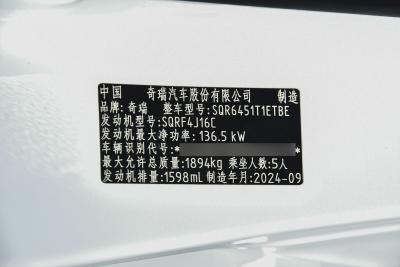 中国 奇瑞汽车股份有限公司 制造
品牌:奇瑞 整车型号:SQR6451T1ETBE
发动机型号:SQRF4J16C
发动机最大净功率:136.5 kW
车辆识别代号:* *
最大允许总质量:1894kg 乘坐人数:5人
发动机排量:1598mL 制造年月:2024-09